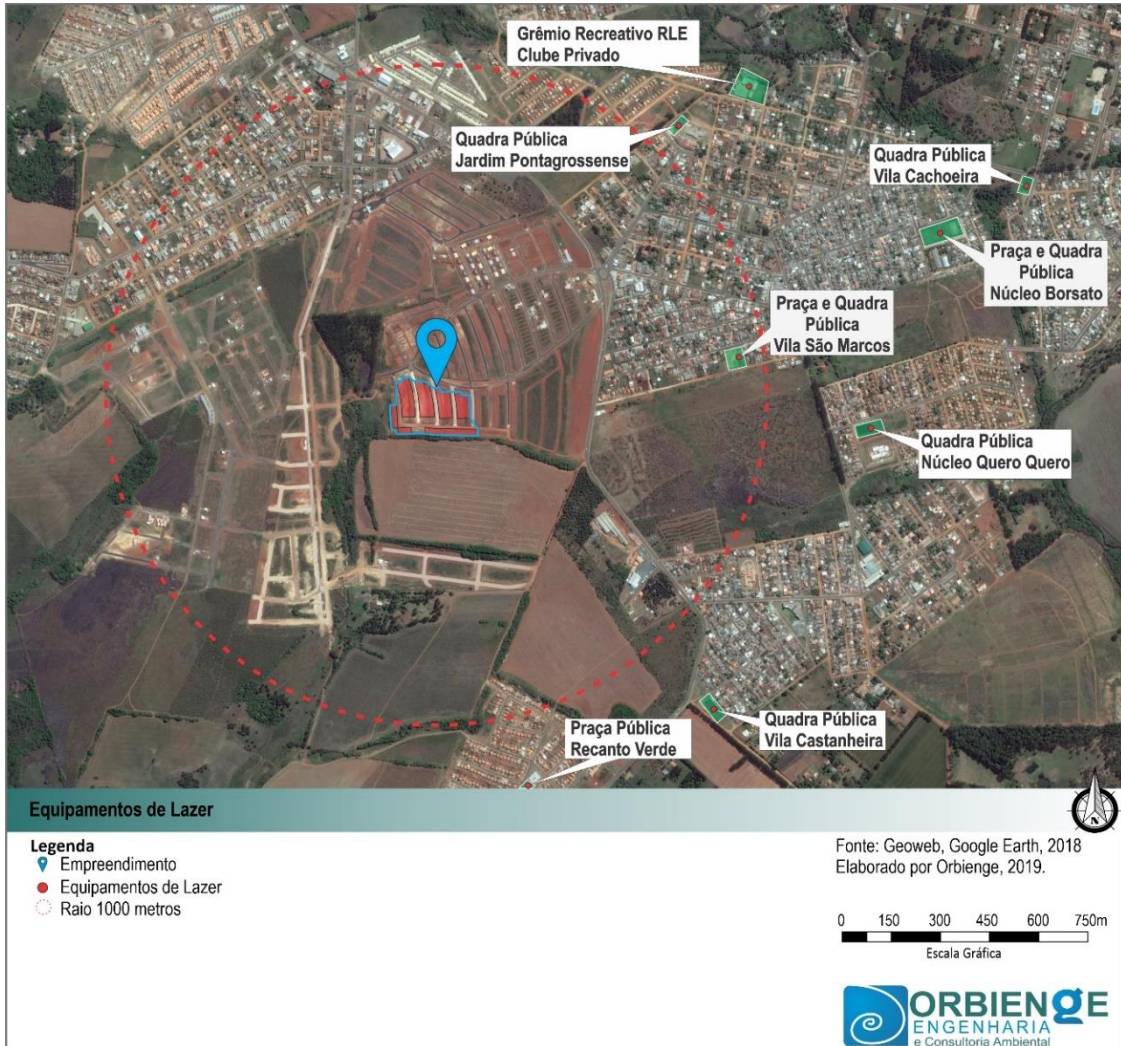 Grêmio Recreativo RLE
Clube Privado
Quadra Pública
Jardim Pontagrossense
Quadra Pública
Vila Cachoeira
Praça e Quadra
Pública
Núcleo Borsato
Praça e Quadra
Pública
Vila São Marcos
Quadra Pública
Núcleo Quero Quero
Quadra Pública
Vila Castanheira
Praça Pública
Recanto Verde
Equipamentos de Lazer
N
Legenda
Empreendimento
Equipamentos de Lazer
Raio 1000 metros
Fonte: Geoweb, Google Earth, 2018
Elaborado por Orbienge, 2019.
0 150 300 450 600 750m
Escala Gráfica
ORBIENGE
ENGENHARIA
e Consultoria Ambiental